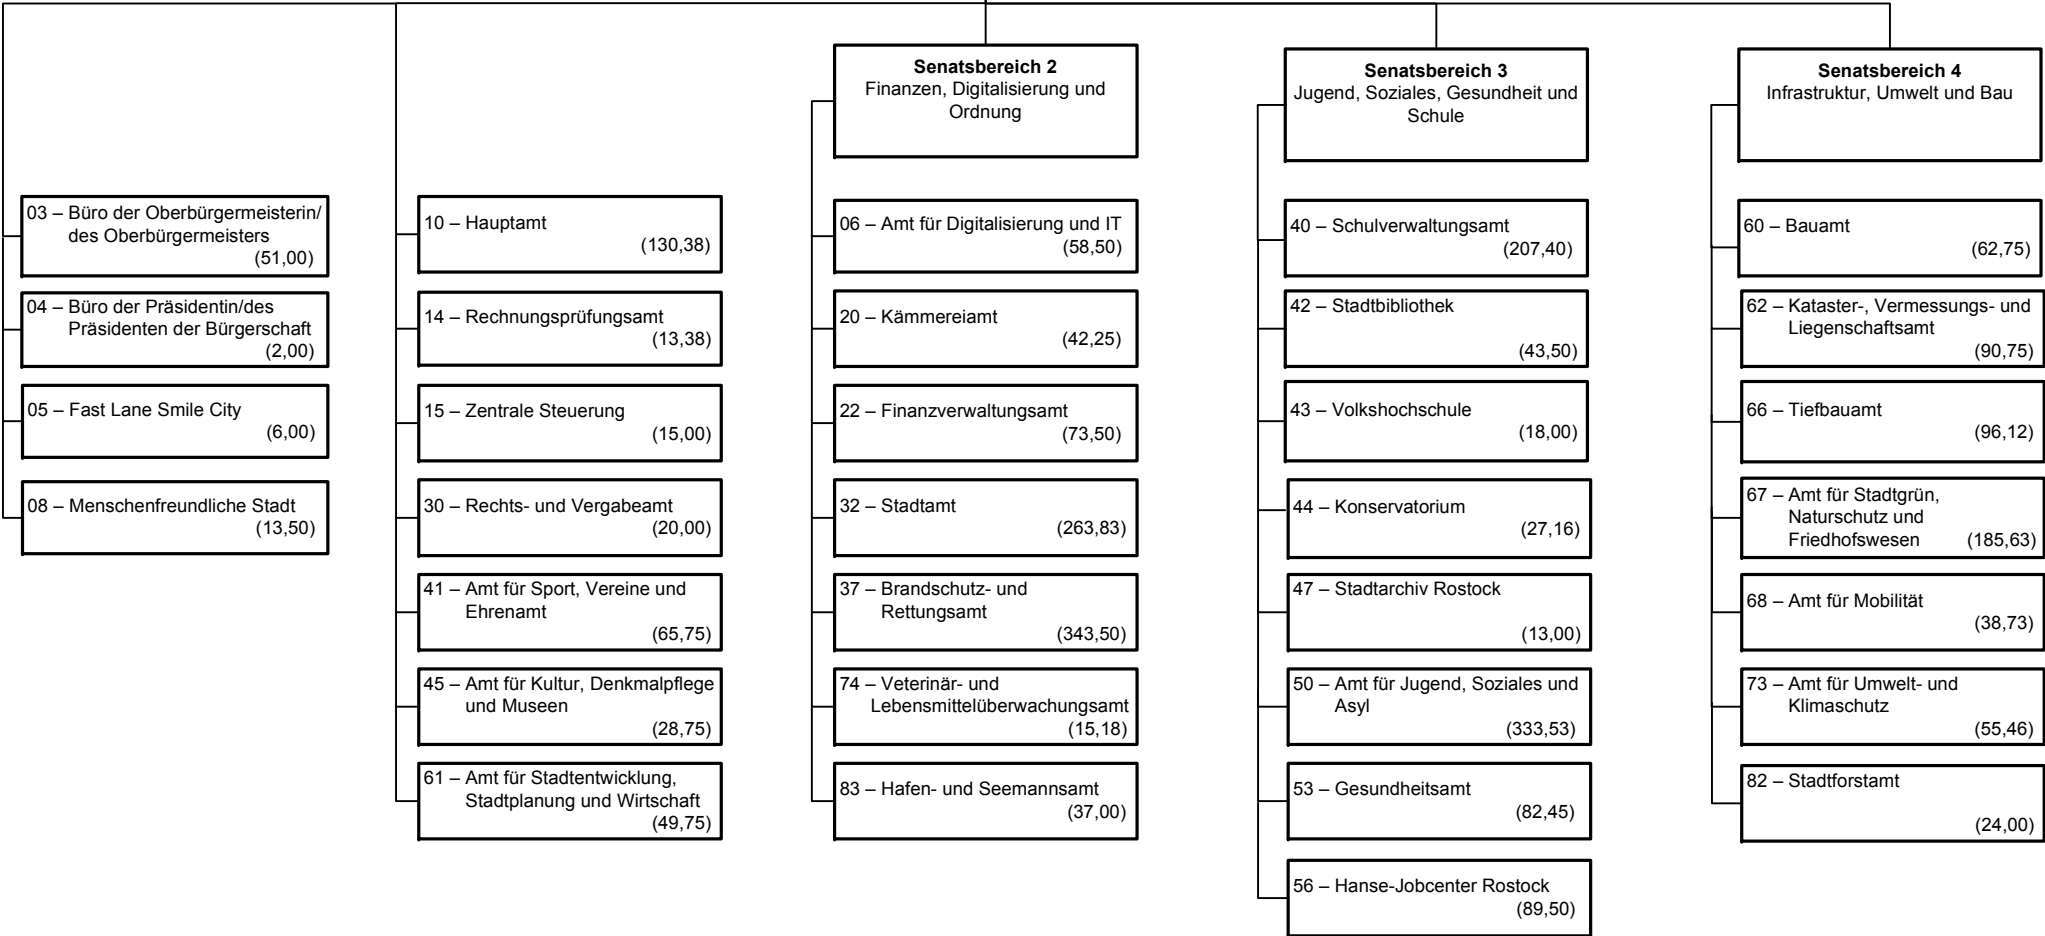 Senatsbereich 2
Finanzen, Digitalisierung und
Ordnung
Senatsbereich 3
Jugend, Soziales, Gesundheit und
Schule
Senatsbereich 4
Infrastruktur, Umwelt und Bau
03 – Büro der Oberbürgermeisterin/
des Oberbürgermeisters
(51,00)
04 – Büro der Präsidentin/des
Präsidenten der Bürgerschaft
(2,00)
05 – Fast Lane Smile City
(6,00)
08 – Menschenfreundliche Stadt
(13,50)
10 – Hauptamt
(130,38)
14 – Rechnungsprüfungsamt
(13,38)
15 – Zentrale Steuerung
(15,00)
30 – Rechts- und Vergabeamt
(20,00)
41 – Amt für Sport, Vereine und
Ehrenamt
(65,75)
45 – Amt für Kultur, Denkmalpflege
und Museen
(28,75)
61 – Amt für Stadtentwicklung,
Stadtplanung und Wirtschaft
(49,75)
06 – Amt für Digitalisierung und IT
(58,50)
20 – Kämmereiamt
(42,25)
22 – Finanzverwaltungsamt
(73,50)
32 – Stadtamt
(263,83)
37 – Brandschutz- und
Rettungsamt
(343,50)
74 – Veterinär- und
Lebensmittelüberwachungsamt
(15,18)
83 – Hafen- und Seemannsamt
(37,00)
40 – Schulverwaltungsamt
(207,40)
42 – Stadtbibliothek
(43,50)
43 – Volkshochschule
(18,00)
44 – Konservatorium
(27,16)
47 – Stadtarchiv Rostock
(13,00)
50 – Amt für Jugend, Soziales und
Asyl
(333,53)
53 – Gesundheitsamt
(82,45)
56 – Hanse-Jobcenter Rostock
(89,50)
60 – Bauamt
(62,75)
62 – Kataster-, Vermessungs- und
Liegenschaftsamt
(90,75)
66 – Tiefbauamt
(96,12)
67 – Amt für Stadtgrün,
Naturschutz und
Friedhofswesen (185,63)
68 – Amt für Mobilität
(38,73)
73 – Amt für Umwelt- und
Klimaschutz
(55,46)
82 – Stadtforstamt
(24,00)